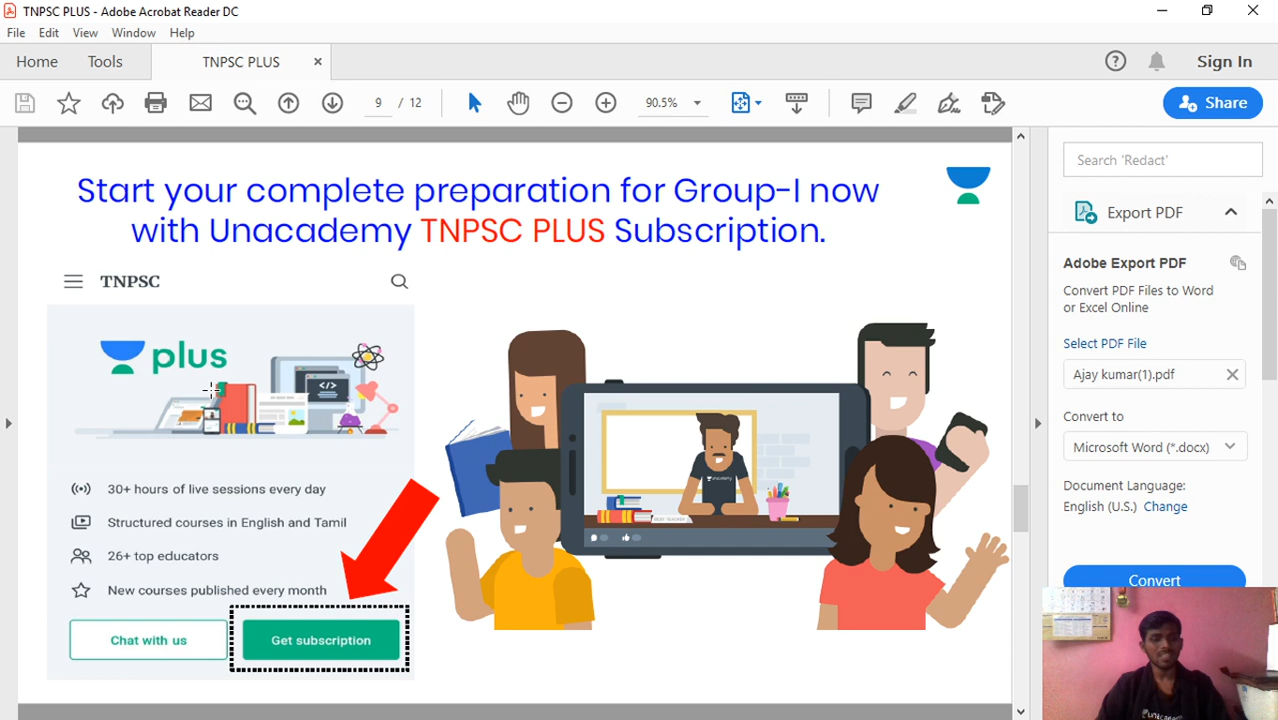 TNPSC PLUS - Adobe Acrobat Reader DC
File Edit View Window Help
Home Tools TNPSC PLUS Sign In
9 / 12 90.5% Share
Start your complete preparation for Group-I now
with Unacademy TNPSC PLUS Subscription.
TNPSC
plus
30+ hours of live sessions every day
Structured courses in English and Tamil
26+ top educators
New courses published every month
Chat with us
Get subscription
unacademy
BEST TEACHER
Search 'Redact'
Export PDF
Adobe Export PDF
Convert PDF Files to Word
or Excel Online
Select PDF File
Ajay kumar(1).pdf
Convert to
Microsoft Word (*.docx)
Document Language:
English (U.S.) Change
Convert
unacademy